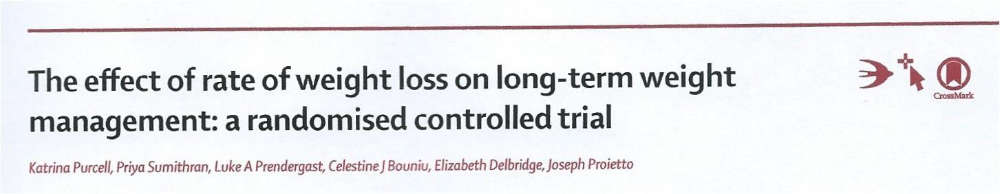 The effect of rate of weight loss on long-term weight
management: a randomised controlled trial
CrossMark
Katrina Purcell, Priya Sumithran, Luke A Prendergast, Celestine J Bouniu, Elizabeth Delbridge, Joseph Proietto